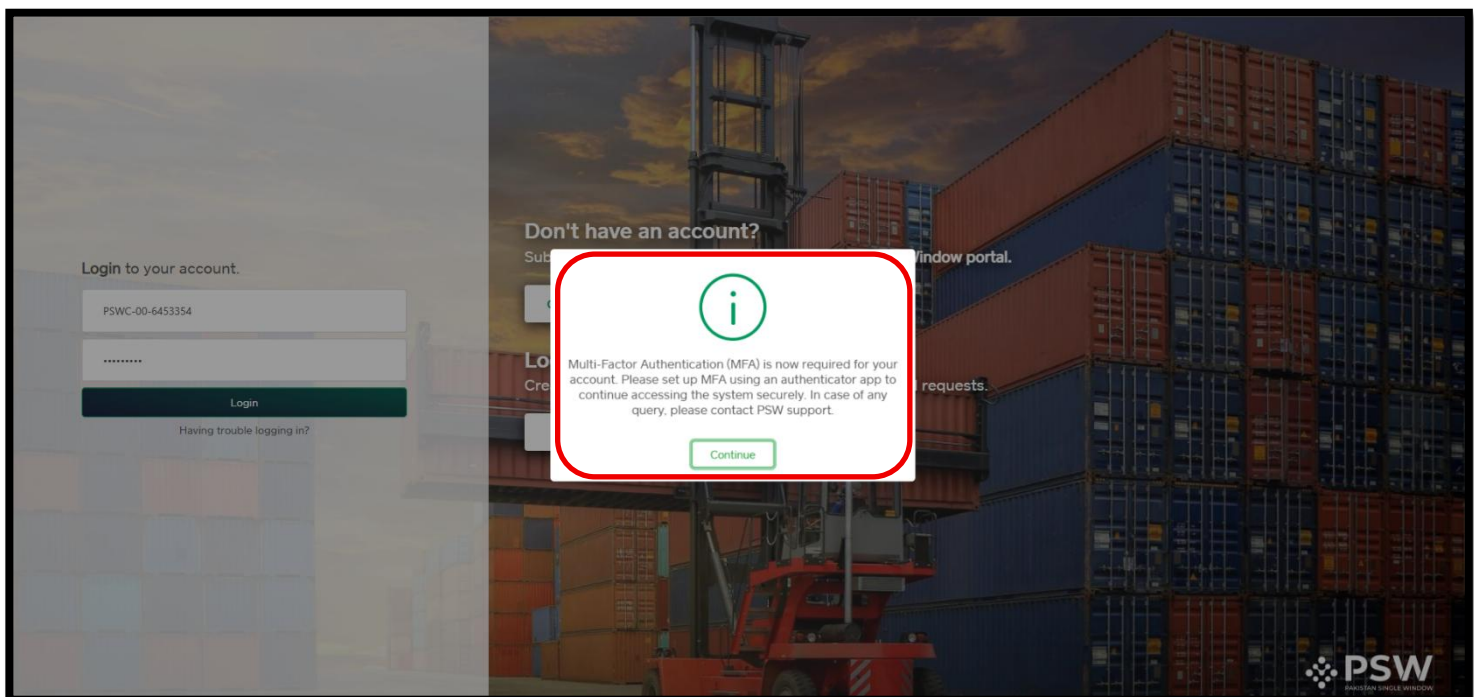 Login to your account.
PSWC-00-6453354
Login
Having trouble logging in?
Don't have an account?
Sub
Window portal.
Lo
Cre
requests.
Multi-Factor Authentication (MFA) is now required for your
account. Please set up MFA using an authenticator app to
continue accessing the system securely. In case of any
query, please contact PSW support.
Continue
PSW
PAKISTAN SINGLE WINDOW